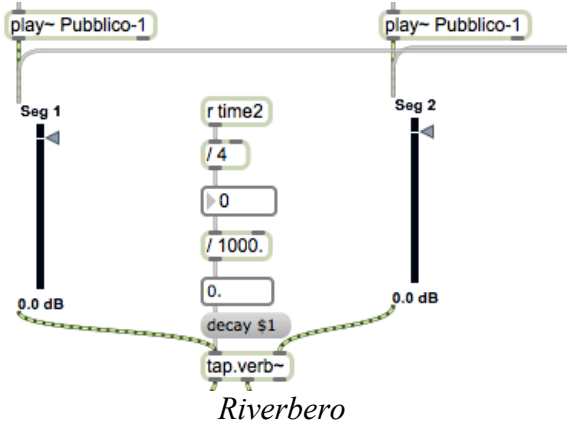 play~ Pubblico-1
play~ Pubblico-1
Seg 1
Seg 2
r time2
/ 4
0
/ 1000.
0.
0.0 dB
0.0 dB
decay $1
tap.verb~
Riverbero